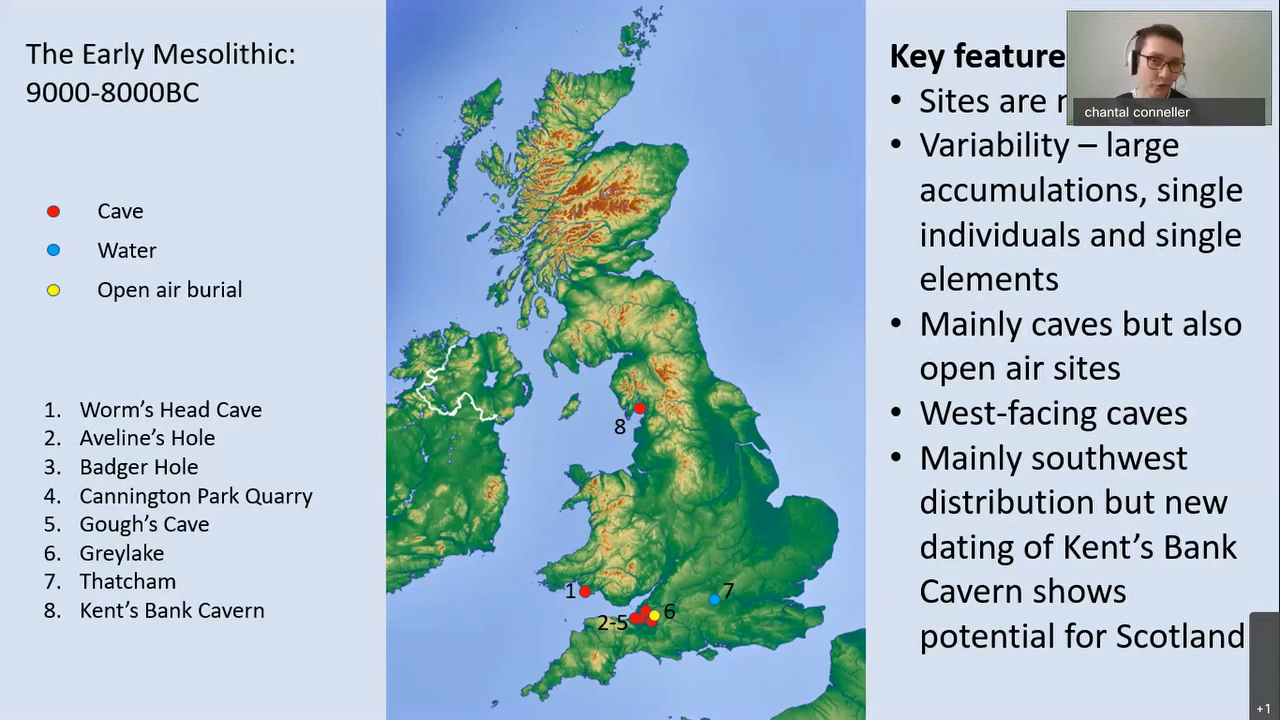 The Early Mesolithic:
9000-8000BC
Cave
Water
Open air burial
1. Worm's Head Cave
2. Aveline's Hole
3. Badger Hole
4. Cannington Park Quarry
5. Gough's Cave
6. Greylake
7. Thatcham
8. Kent's Bank Cavern
8
1
7
2-5
6
Key feature
• Sites are
• Variability – large
accumulations, single
individuals and single
elements
• Mainly caves but also
open air sites
• West-facing caves
• Mainly southwest
distribution but new
dating of Kent's Bank
Cavern shows
potential for Scotland
chantal conneller
+1